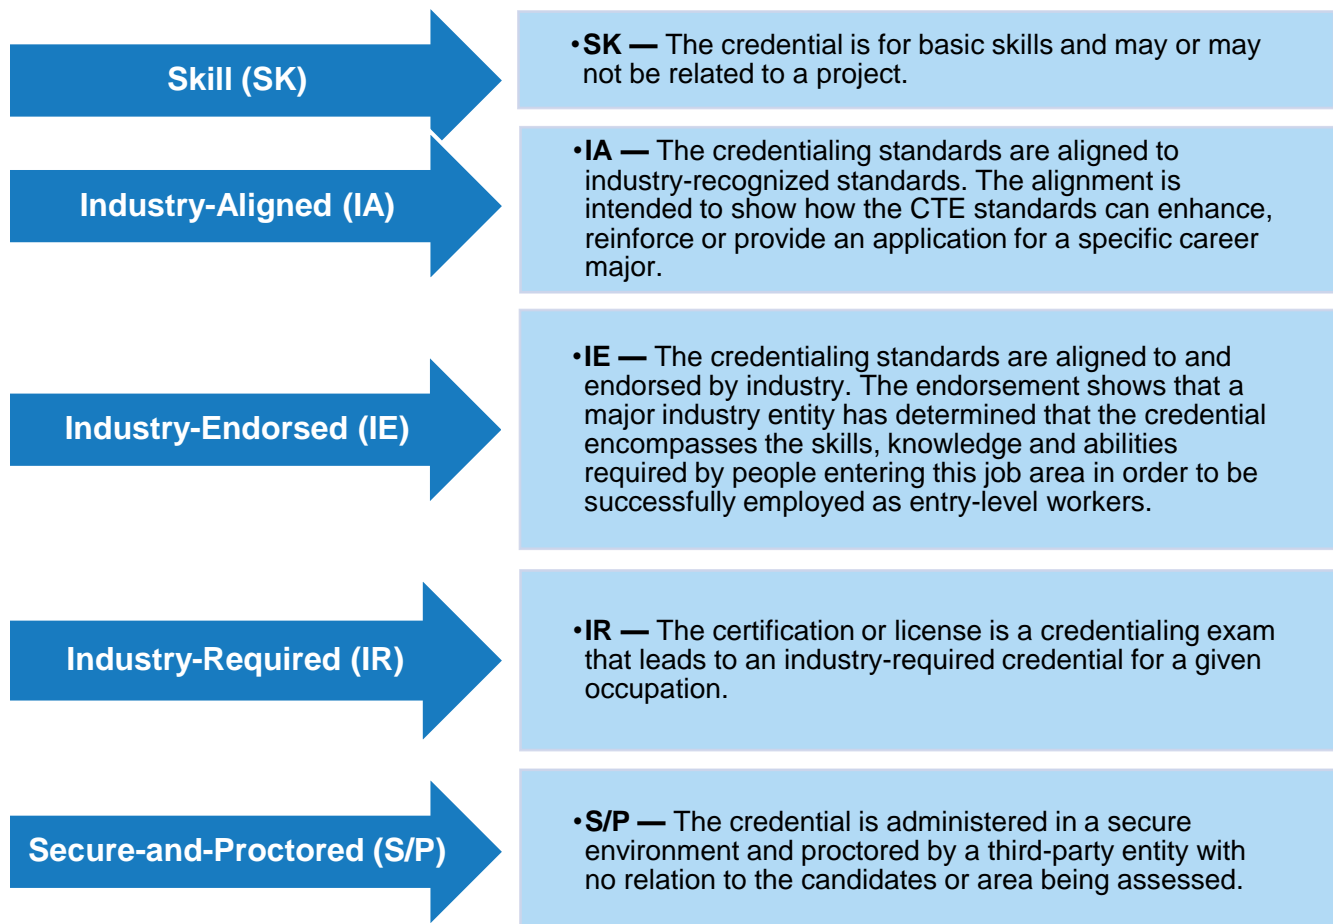 Skill (SK)
•SK — The credential is for basic skills and may or may
not be related to a project.
Industry-Aligned (IA)
•IA — The credentialing standards are aligned to
industry-recognized standards. The alignment is
intended to show how the CTE standards can enhance,
reinforce or provide an application for a specific career
major.
Industry-Endorsed (IE)
•IE — The credentialing standards are aligned to and
endorsed by industry. The endorsement shows that a
major industry entity has determined that the credential
encompasses the skills, knowledge and abilities
required by people entering this job area in order to be
successfully employed as entry-level workers.
Industry-Required (IR)
•IR — The certification or license is a credentialing exam
that leads to an industry-required credential for a given
occupation.
Secure-and-Proctored (S/P)
•S/P — The credential is administered in a secure
environment and proctored by a third-party entity with
no relation to the candidates or area being assessed.